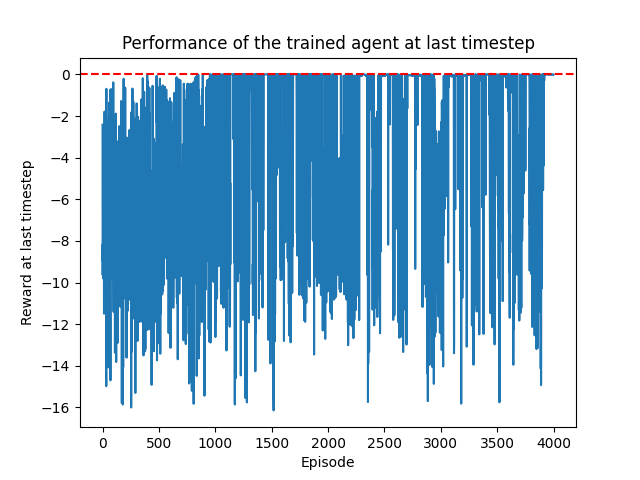 Performance of the trained agent at last timestep
0
−2
−4
−6
−8
−10
−12
−14
−16
Reward at last timestep
0 500 1000 1500 2000 2500 3000 3500 4000
Episode